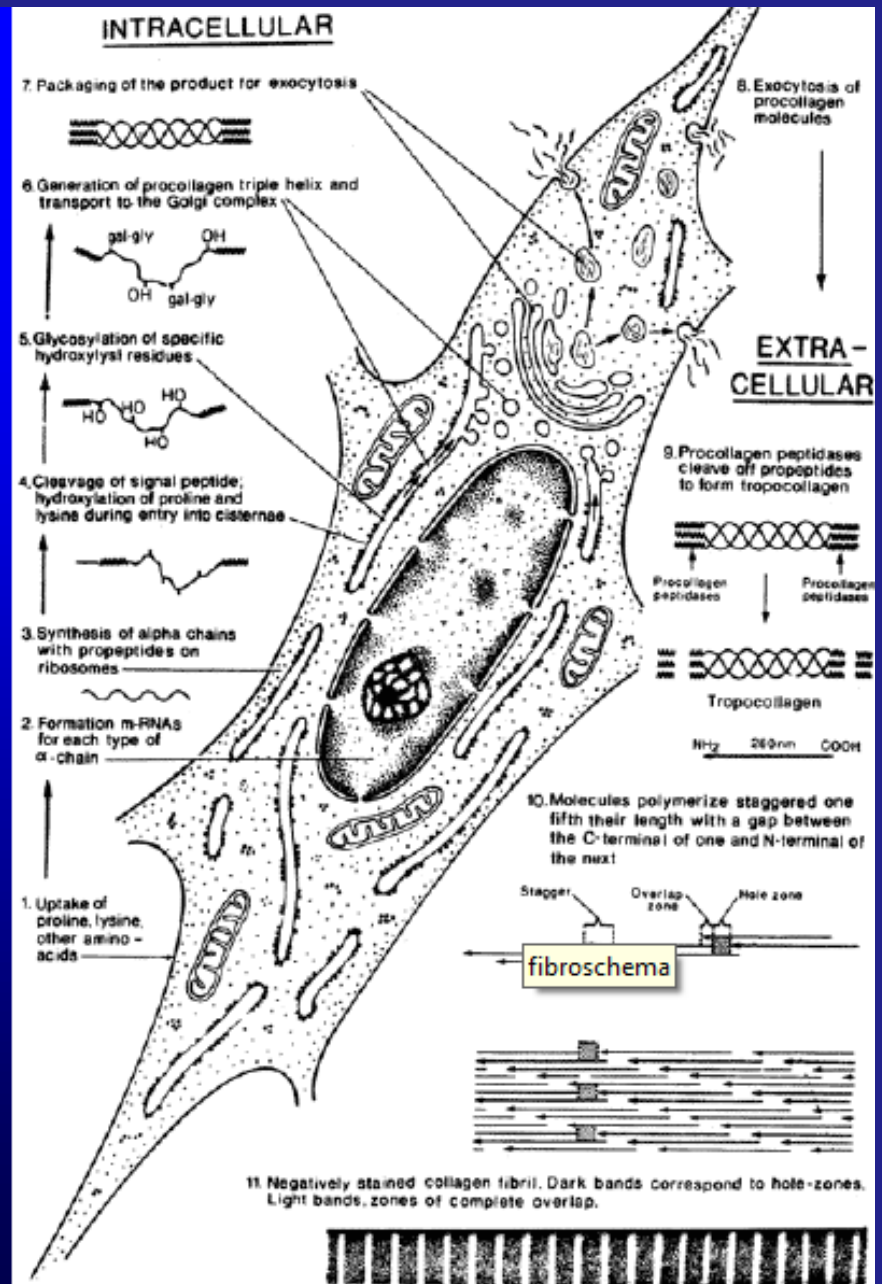 INTRACELLULAR
7. Packaging of the product for exocytosis
6. Generation of procollagen triple helix and
transport to the Golgi complex
gal-gly
OH
OH
gal-gly
5. Glycosylation of specific
hydroxylysl residues
HO
HO
HO
HO
4. Cleavage of signal peptide;
hydroxylation of proline and
lysine during entry into cisternae
3. Synthesis of alpha chains
with propeptides on
ribosomes
2. Formation m-RNAs
for each type of
α-chain
1. Uptake of
proline, lysine,
other amino-
acids
8. Exocytosis of
procollagen
molecules
EXTRA-
CELLULAR
9. Procollagen peptidases
cleave off propeptides
to form tropocollagen
Procollagen
peptidases
Procollagen
peptidases
Tropocollagen
NH₂ 280nm COOH
10. Molecules polymerize staggered one
fifth their length with a gap between
the C-terminal of one and N-terminal of
the next
Stagger
Overlap
zone
Hole zone
fibroschema
11. Negatively stained collagen fibril. Dark bands correspond to hole-zones.
Light bands, zones of complete overlap.